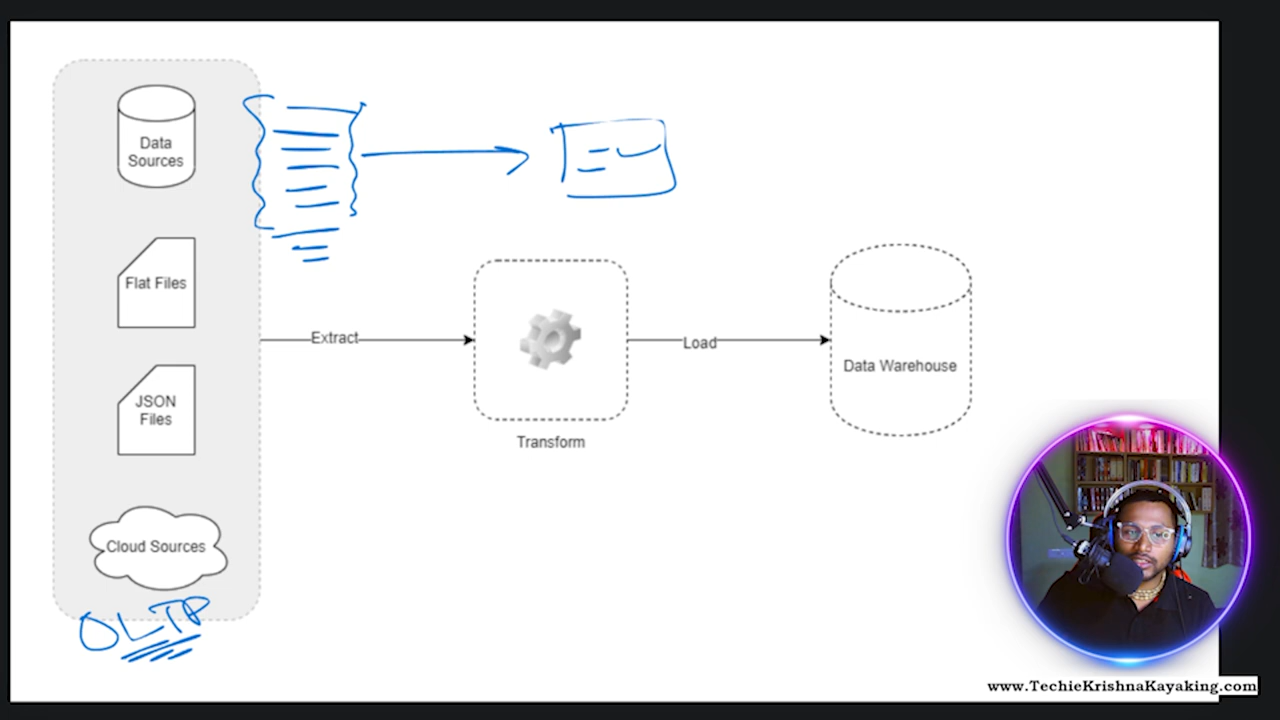 Data
Sources
Flat Files
JSON
Files
Cloud Sources
OLTP
Extract
Transform
Load
Data Warehouse
www.TechieKrishnaKayaking.com